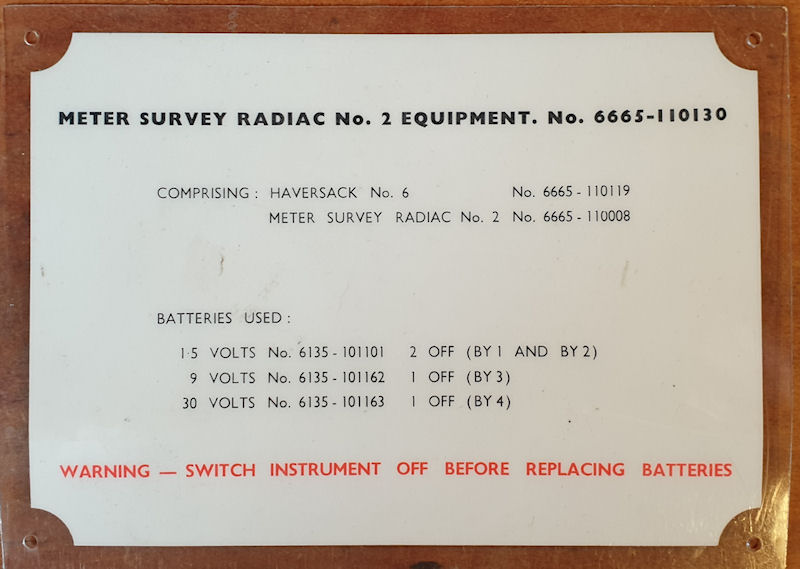 METER SURVEY RADIAC No. 2 EQUIPMENT. No. 6665-110130
COMPRISING: HAVERSACK No. 6 No. 6665-110119
METER SURVEY RADIAC No. 2 No. 6665-110008
BATTERIES USED:
1·5 VOLTS No. 6135-101101 2 OFF (BY 1 AND BY 2)
9 VOLTS No. 6135-101162 1 OFF (BY 3)
30 VOLTS No. 6135-101163 1 OFF (BY 4)
WARNING — SWITCH INSTRUMENT OFF BEFORE REPLACING BATTERIES